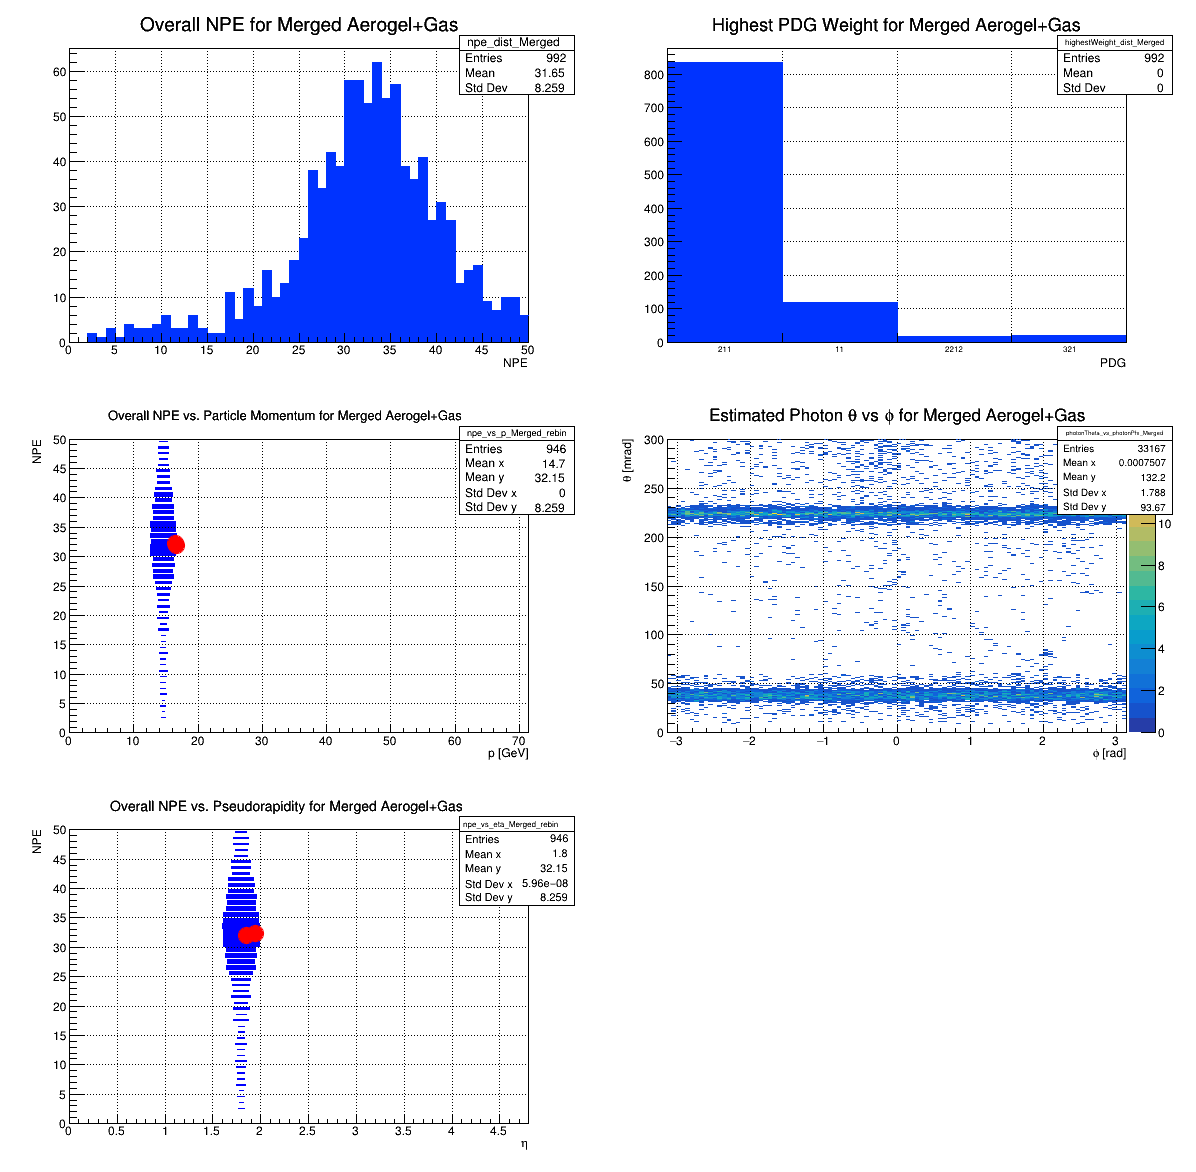 Overall NPE for Merged Aerogel+Gas
npe_dist_Merged
Entries 992
Mean 31.65
Std Dev 8.259
60
50
40
30
20
10
0
0 5 10 15 20 25 30 35 40 45 50
NPE
Highest PDG Weight for Merged Aerogel+Gas
highestWeight_dist_Merged
Entries 992
Mean 0
Std Dev 0
800
700
600
500
400
300
200
100
0
211 11 2212 321
PDG
Overall NPE vs. Particle Momentum for Merged Aerogel+Gas
npe_vs_p_Merged_rebin
Entries 946
Mean x 14.7
Mean y 32.15
Std Dev x 0
Std Dev y 8.259
NPE
50
45
40
35
30
25
20
15
10
5
0
0 10 20 30 40 50 60 70
p [GeV]
Estimated Photon θ vs ϕ for Merged Aerogel+Gas
photonTheta_vs_photonPhi_Merged
Entries 33167
Mean x 0.0007507
Mean y 132.2
Std Dev x 1.788
Std Dev y 93.67
θ [mrad]
300
250
200
150
100
50
0
−3 −2 −1 0 1 2 3
ϕ [rad]
10
8
6
4
2
0
Overall NPE vs. Pseudorapidity for Merged Aerogel+Gas
npe_vs_eta_Merged_rebin
Entries 946
Mean x 1.8
Mean y 32.15
Std Dev x 5.96e−08
Std Dev y 8.259
NPE
50
45
40
35
30
25
20
15
10
5
0
0 0.5 1 1.5 2 2.5 3 3.5 4 4.5
η